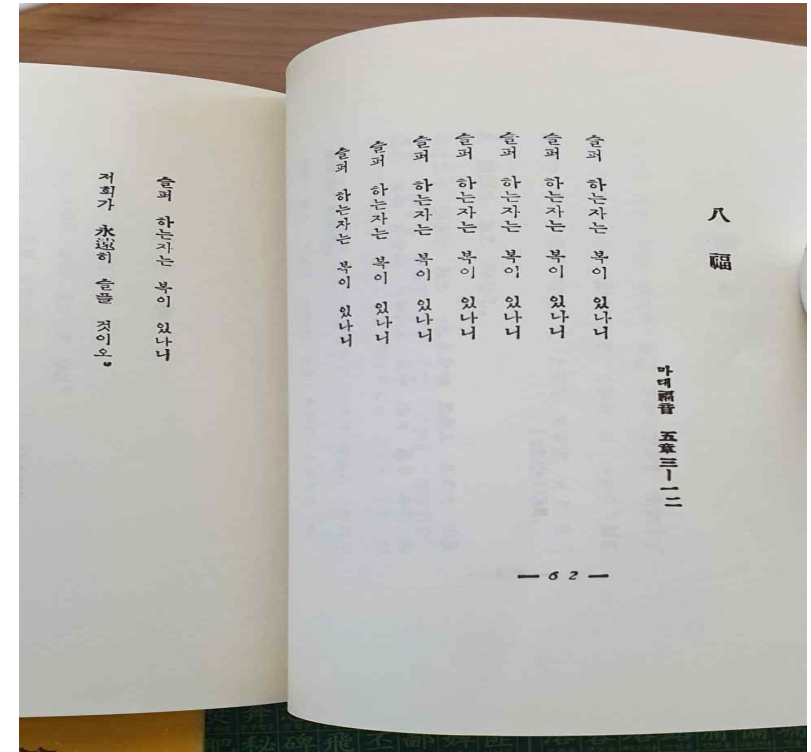 八福
마태福音 五章三—一二
슬퍼 하는자는 복이 있나니
슬퍼 하는자는 복이 있나니
슬퍼 하는자는 복이 있나니
슬퍼 하는자는 복이 있나니
슬퍼 하는자는 복이 있나니
슬퍼 하는자는 복이 있나니
슬퍼 하는자는 복이 있나니
— 62 —
슬퍼 하는자는 복이 있나니
저희가 永遠히 슬플 것이오。